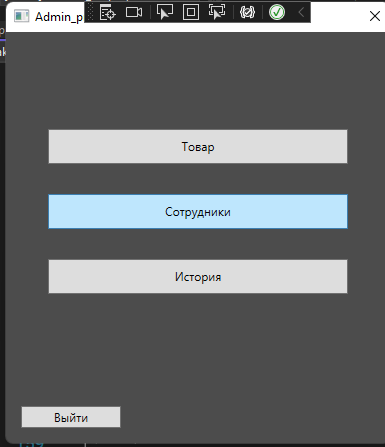 Admin_p
Товар
Сотрудники
История
Выйти